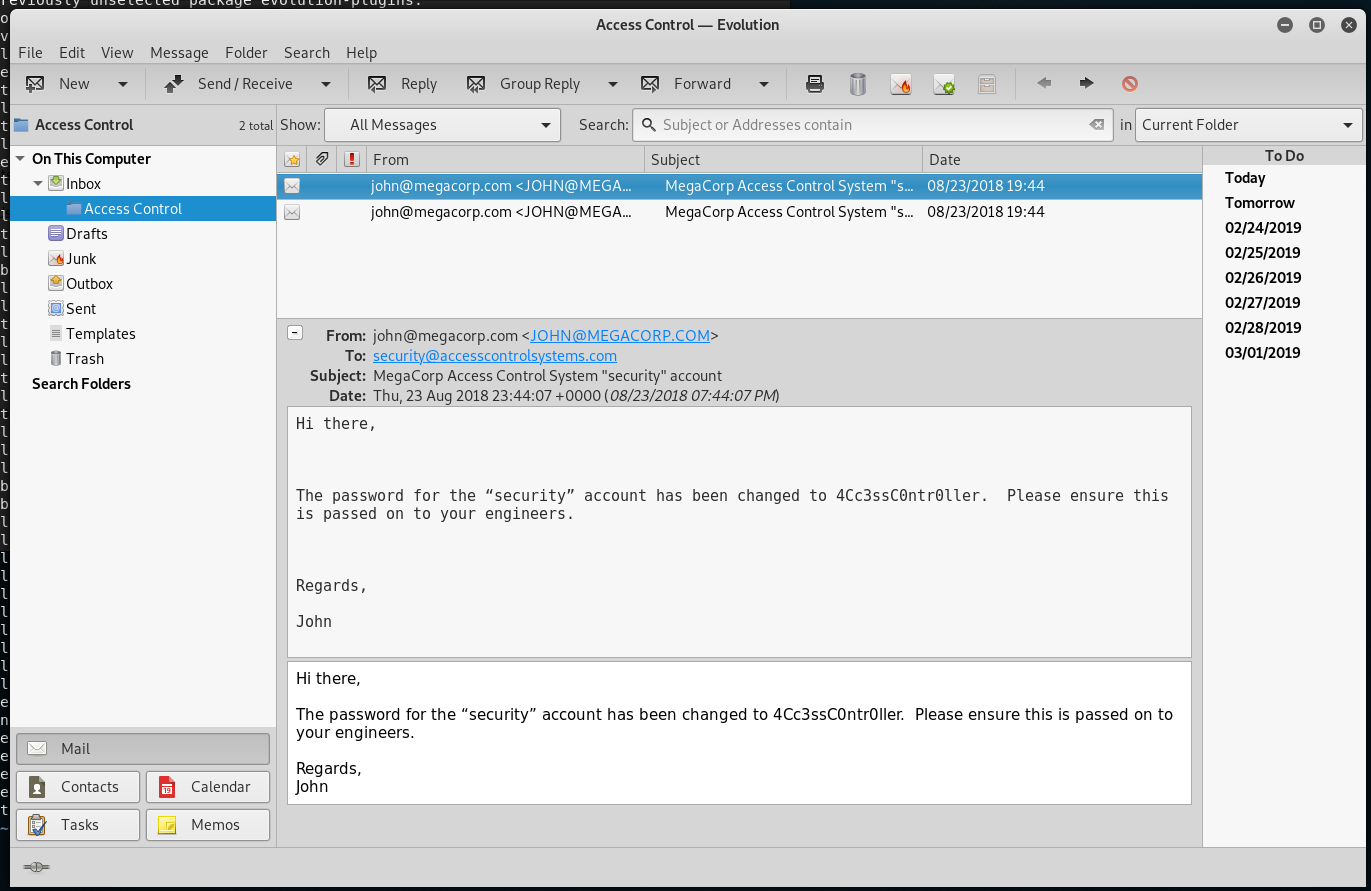 reviously unselected package evolution-plugins.
Access Control — Evolution
File Edit View Message Folder Search Help
New Send / Receive Reply Group Reply Forward
Access Control 2 total Show: All Messages Search: Subject or Addresses contain in Current Folder
On This Computer
Inbox
Access Control
Drafts
Junk
Outbox
Sent
Templates
Trash
Search Folders
From Subject Date
john@megacorp.com <JOHN@MEGA... MegaCorp Access Control System "s... 08/23/2018 19:44
john@megacorp.com <JOHN@MEGA... MegaCorp Access Control System "s... 08/23/2018 19:44
To Do
Today
Tomorrow
02/24/2019
02/25/2019
02/26/2019
02/27/2019
02/28/2019
03/01/2019
From: john@megacorp.com <JOHN@MEGACORP.COM>
To: security@accesscontrolsystems.com
Subject: MegaCorp Access Control System "security" account
Date: Thu, 23 Aug 2018 23:44:07 +0000 (08/23/2018 07:44:07 PM)
Hi there,
The password for the “security” account has been changed to 4Cc3ssC0ntr0ller.  Please ensure this
is passed on to your engineers.
Regards,
John
Hi there,
The password for the “security” account has been changed to 4Cc3ssC0ntr0ller.  Please ensure this is passed on to
your engineers.
Regards,
John
Mail
Contacts Calendar
Tasks Memos